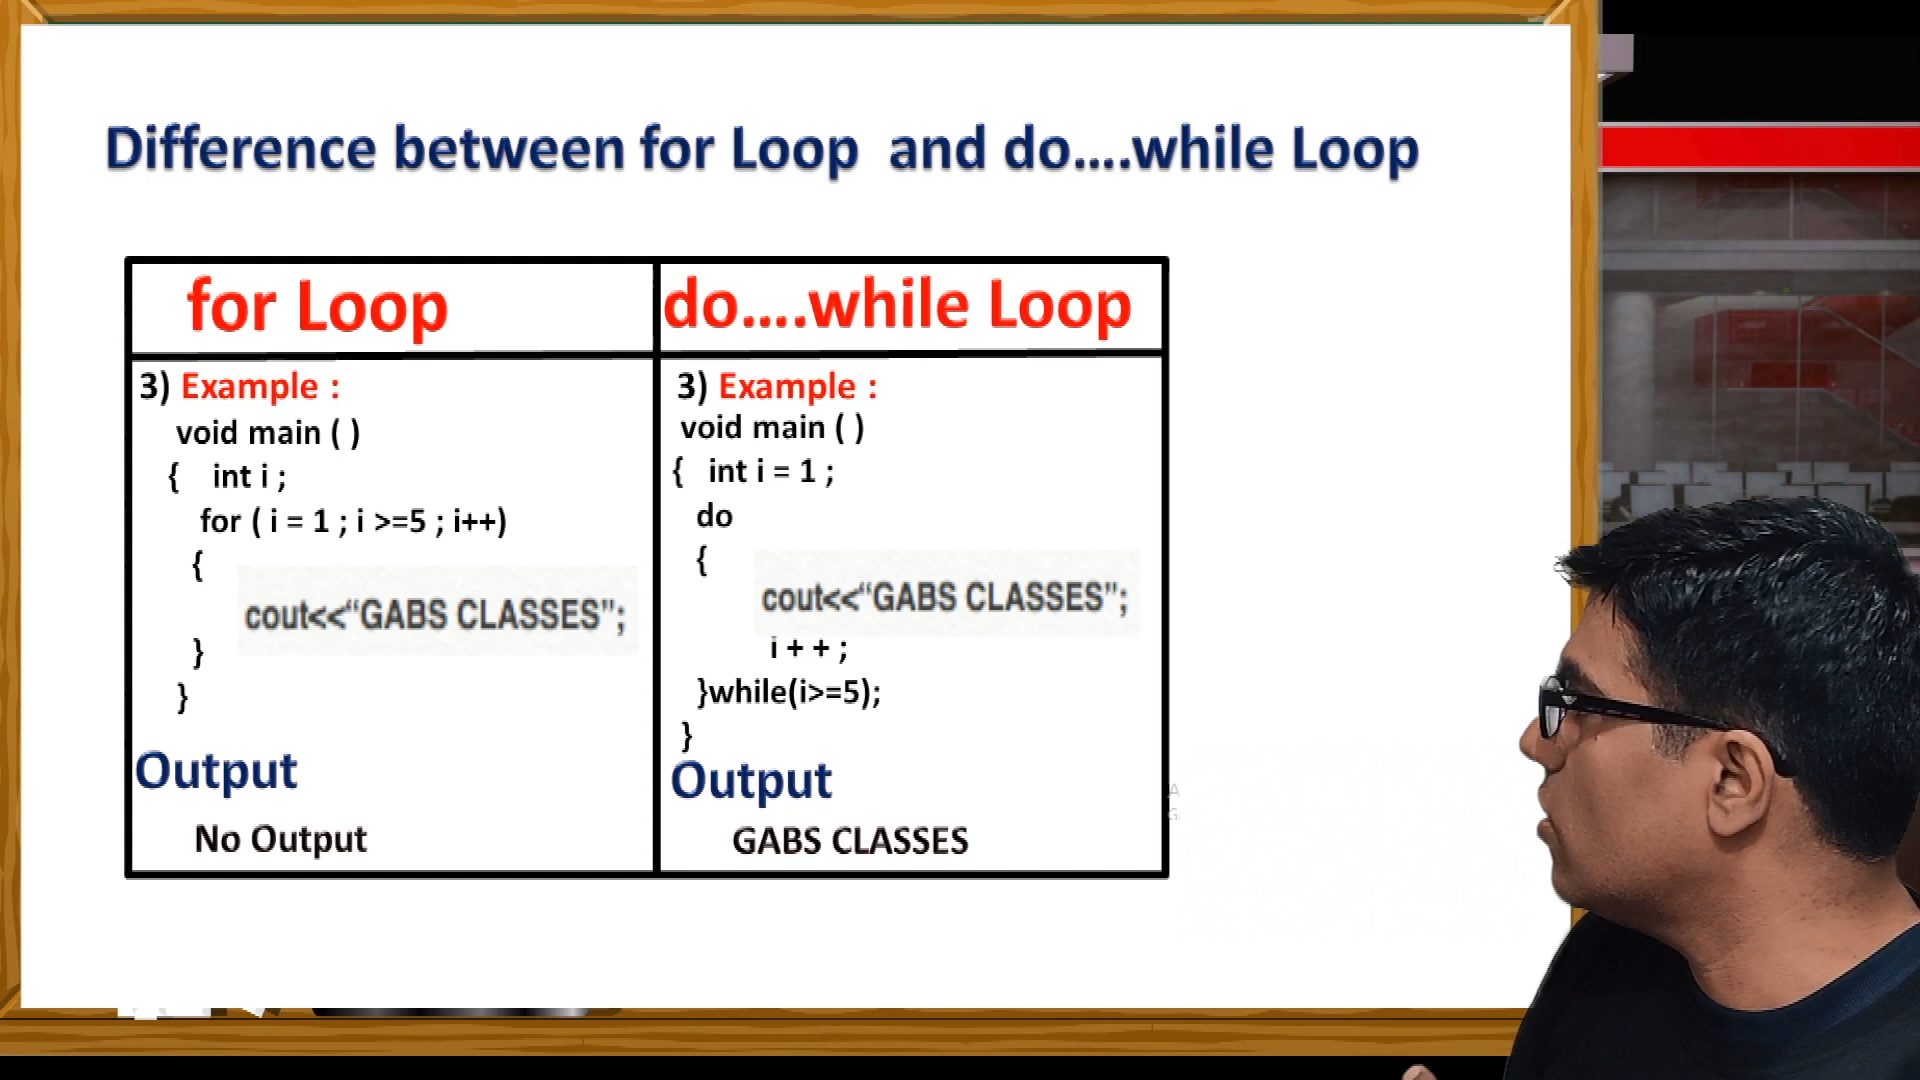 Difference between for Loop and do....while Loop
for Loop
3) Example :
void main ( )
{ int i ;
for ( i = 1 ; i >=5 ; i++)
{
cout<<“GABS CLASSES”;
}
}
Output
No Output
do....while Loop
3) Example :
void main ( )
{ int i = 1 ;
do
{
cout<<“GABS CLASSES”;
i + + ;
}while(i>=5);
}
Output
GABS CLASSES
A
G